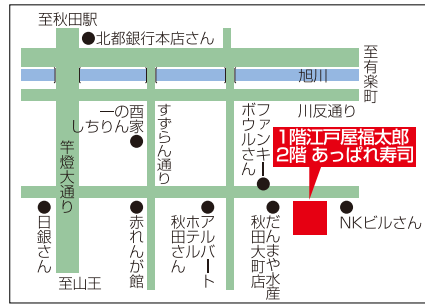 至秋田駅
北都銀行本店さん
至有楽町
旭川
川反通り
一の酉家
しちりん
すずらん通り
ファンキー
ボウルさん
1階江戸屋福太郎
2階 あっぱれ寿司
竿燈大通り
日銀さん
赤れんが館
アルバート
ホテル
秋田さん
だんまや水産
秋田大町店
NKビルさん
至山王